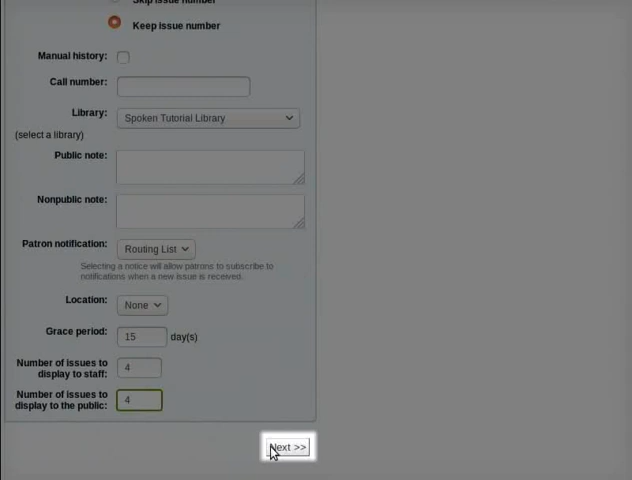 Skip issue number
Keep issue number
Manual history:
Call number:
Library: Spoken Tutorial Library
(select a library)
Public note:
Nonpublic note:
Patron notification: Routing List
Selecting a notice will allow patrons to subscribe to
notifications when a new issue is received.
Location: None
Grace period: 15 day(s)
Number of issues to
display to staff: 4
Number of issues to
display to the public: 4
Next >>